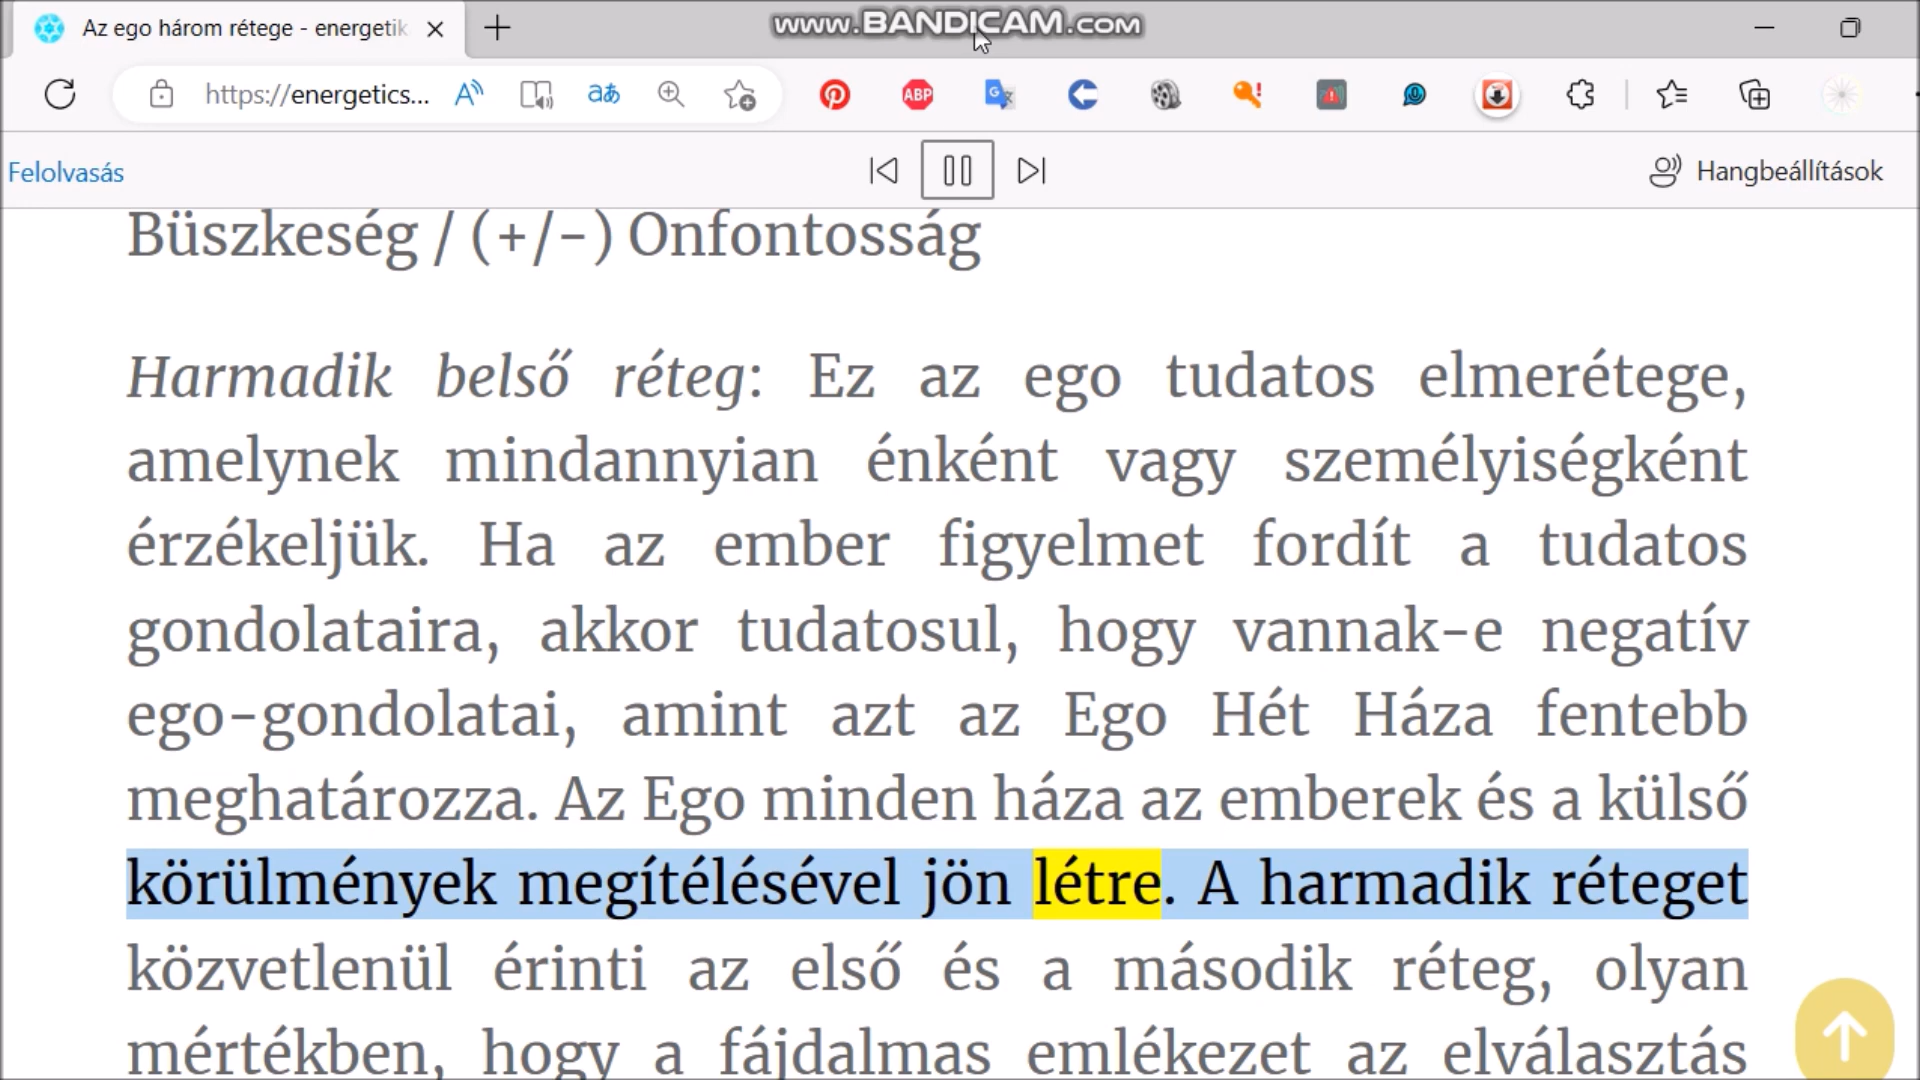 Az ego három rétege - energetik
www.BANDICAM.com
https://energetics...
ABP
Felolvasás
Hangbeállítások
Büszkeség / (+/-) Önfontosság
Harmadik belső réteg: Ez az ego tudatos elmerétege,
amelynek mindannyian énként vagy személyiségként
érzékeljük. Ha az ember figyelmet fordít a tudatos
gondolataira, akkor tudatosul, hogy vannak-e negatív
ego-gondolatai, amint azt az Ego Hét Háza fentebb
meghatározza. Az Ego minden háza az emberek és a külső
körülmények megítélésével jön létre. A harmadik réteget
közvetlenül érinti az első és a második réteg, olyan
mértékben, hogy a fájdalmas emlékezet az elválasztás